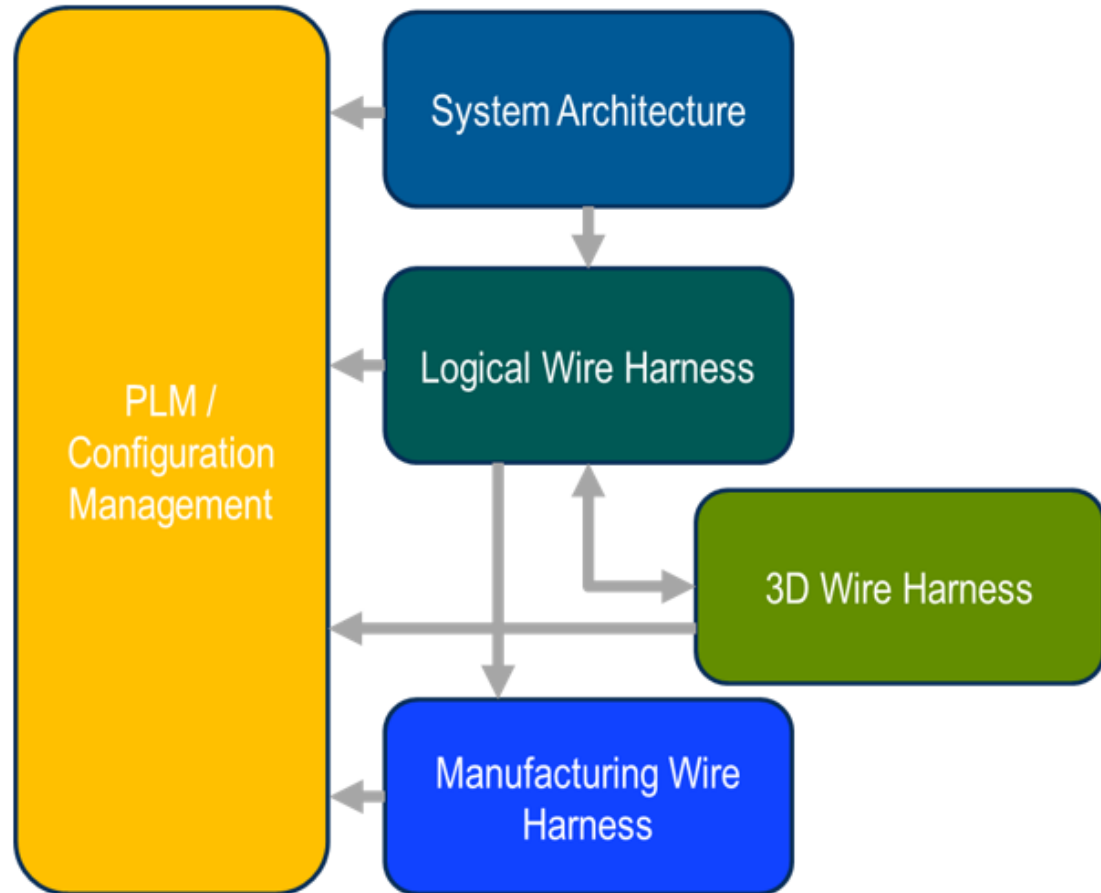 System Architecture
Logical Wire Harness
PLM /
Configuration
Management
3D Wire Harness
Manufacturing Wire
Harness